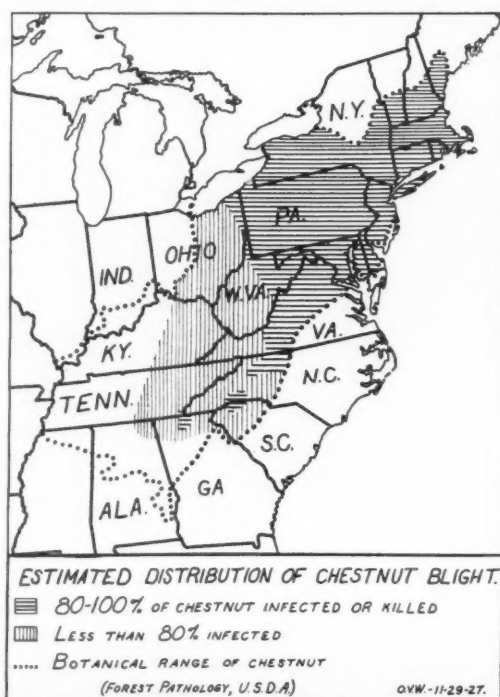 N.Y.
PA.
OHIO
IND.
W.VA.
VA.
KY.
N.C.
TENN.
S.C.
ALA.
GA
ESTIMATED DISTRIBUTION OF CHESTNUT BLIGHT.
80-100% OF CHESTNUT INFECTED OR KILLED
LESS THAN 80% INFECTED
BOTANICAL RANGE OF CHESTNUT
(FOREST PATHOLOGY, U.S.D.A) O.V.W.-11-29-27.